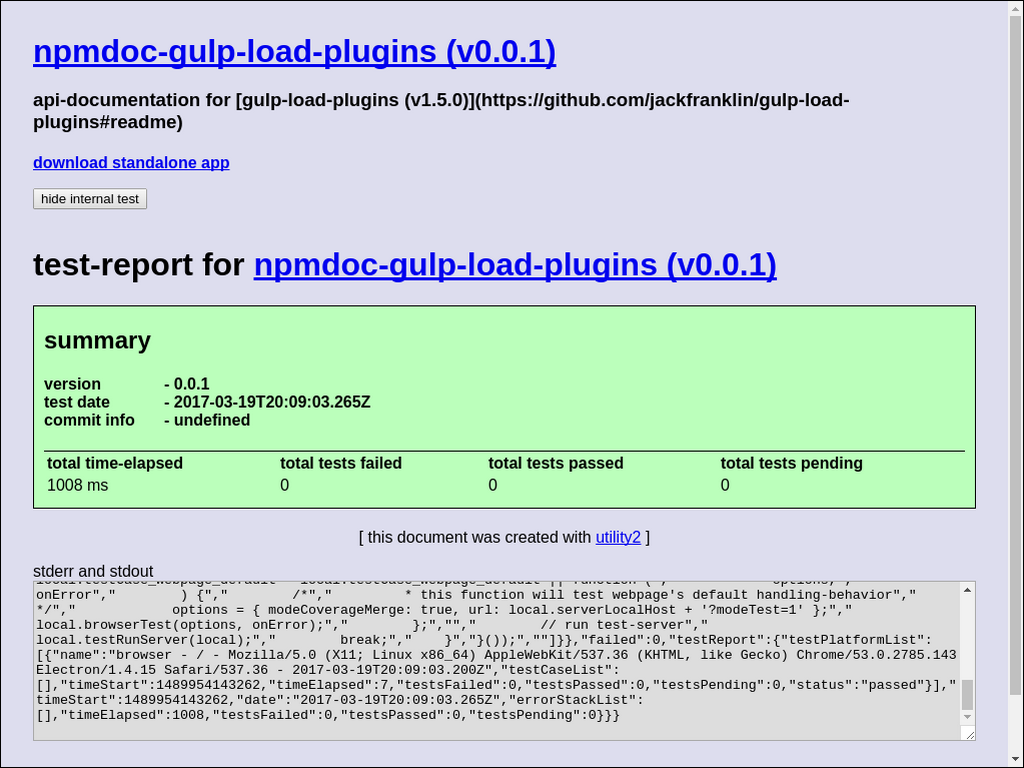 npmdoc-gulp-load-plugins (v0.0.1)
api-documentation for [gulp-load-plugins (v1.5.0)](https://github.com/jackfranklin/gulp-load-
plugins#readme)
download standalone app
hide internal test
test-report for npmdoc-gulp-load-plugins (v0.0.1)
summary
version - 0.0.1
test date - 2017-03-19T20:09:03.265Z
commit info - undefined
total time-elapsed total tests failed total tests passed total tests pending
1008 ms 0 0 0
[ this document was created with utility2 ]
stderr and stdout
onError","        ) {","        /*","         * this function will test webpage's default handling-behavior","
*/","            options = { modeCoverageMerge: true, url: local.serverLocalHost + '?modeTest=1' };","
local.browserTest(options, onError);","        };","","        // run test-server","
local.testRunServer(local);","        break;","    }","}());",""]}},"failed":0,"testReport":{"testPlatformList":
[{"name":"browser - / - Mozilla/5.0 (X11; Linux x86_64) AppleWebKit/537.36 (KHTML, like Gecko) Chrome/53.0.2785.143
Electron/1.4.15 Safari/537.36 - 2017-03-19T20:09:03.200Z","testCaseList":
[],"timeStart":1489954143262,"timeElapsed":7,"testsFailed":0,"testsPassed":0,"testsPending":0,"status":"passed"}],"
timeStart":1489954143262,"date":"2017-03-19T20:09:03.265Z","errorStackList":
[],"timeElapsed":1008,"testsFailed":0,"testsPassed":0,"testsPending":0}}}